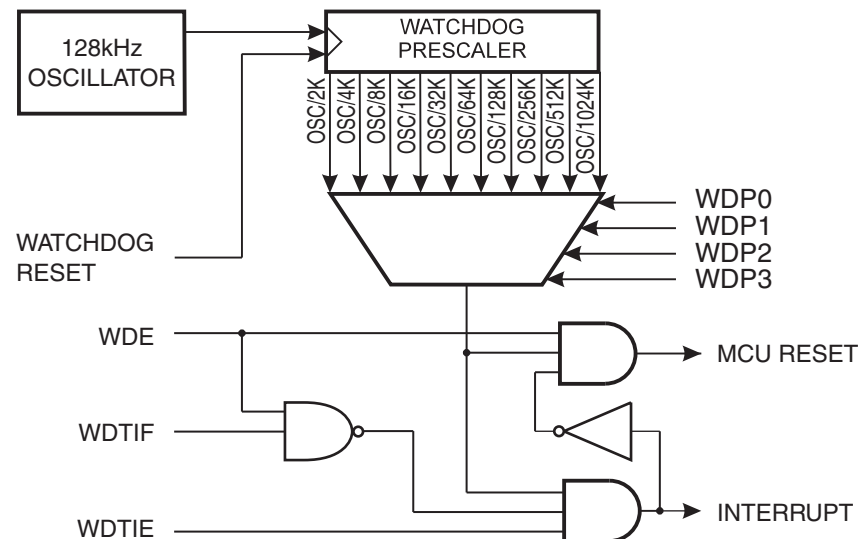 128kHz
OSCILLATOR
WATCHDOG
PRESCALER
OSC/2K
OSC/4K
OSC/8K
OSC/16K
OSC/32K
OSC/64K
OSC/128K
OSC/256K
OSC/512K
OSC/1024K
WATCHDOG
RESET
WDP0
WDP1
WDP2
WDP3
WDE
MCU RESET
WDTIF
WDTIE
INTERRUPT